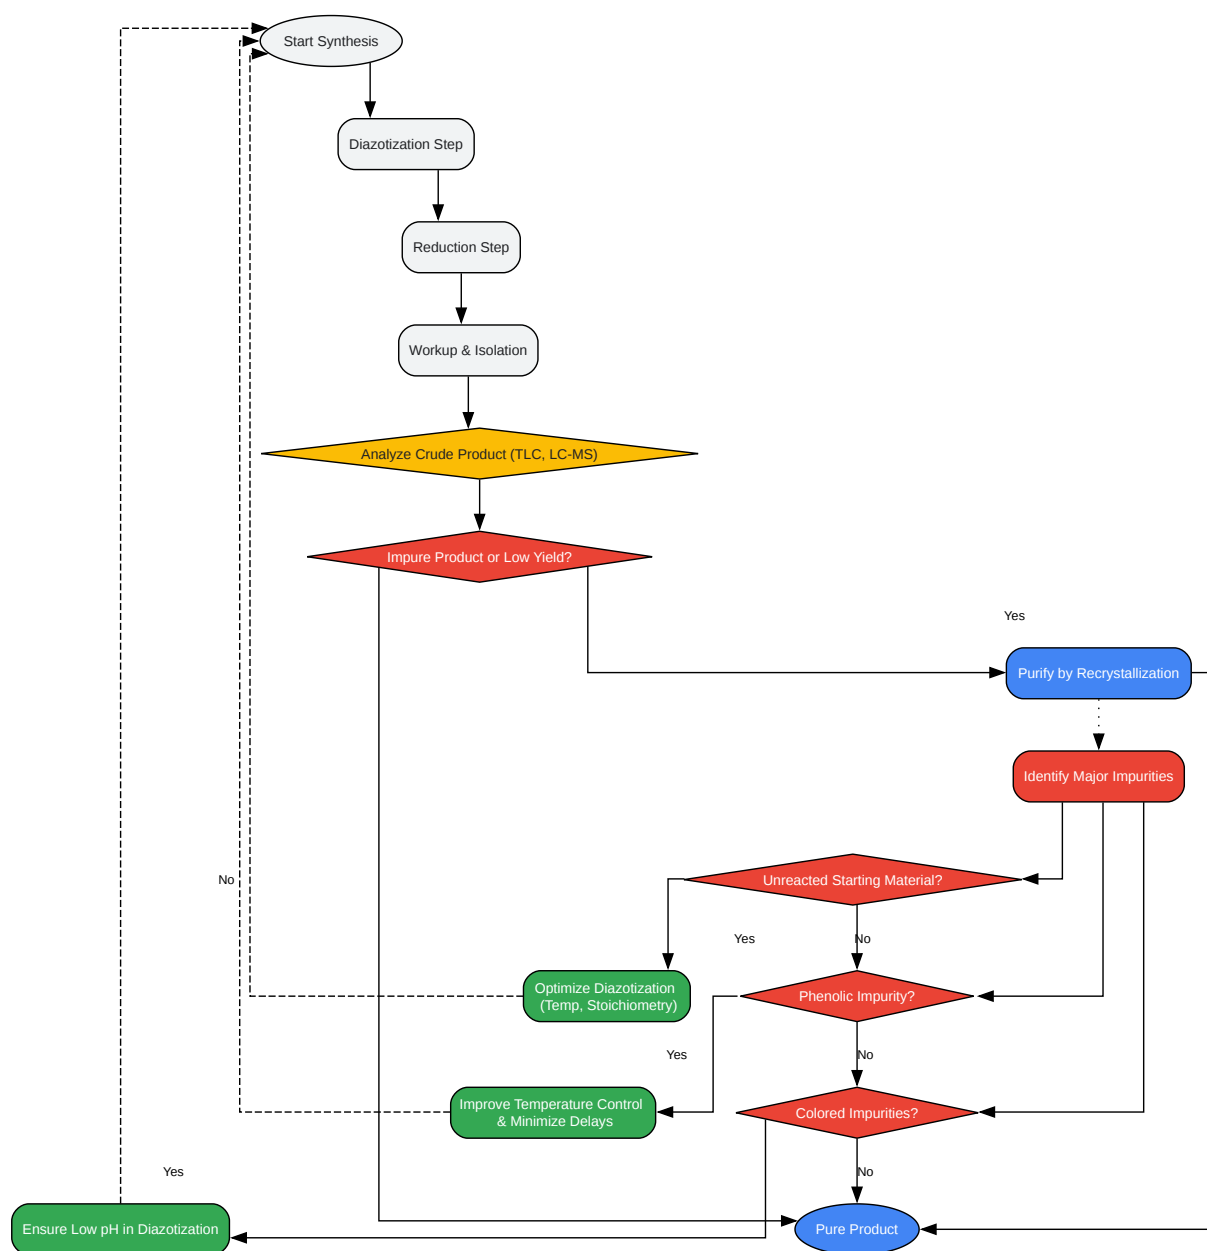 Start Synthesis
Diazotization Step
Reduction Step
Workup & Isolation
Analyze Crude Product (TLC, LC-MS)
Impure Product or Low Yield?
Yes
Purify by Recrystallization
Identify Major Impurities
No
Unreacted Starting Material?
Yes
No
Optimize Diazotization
(Temp, Stoichiometry)
Phenolic Impurity?
Yes
No
Improve Temperature Control
& Minimize Delays
Colored Impurities?
Yes
No
Ensure Low pH in Diazotization
Pure Product